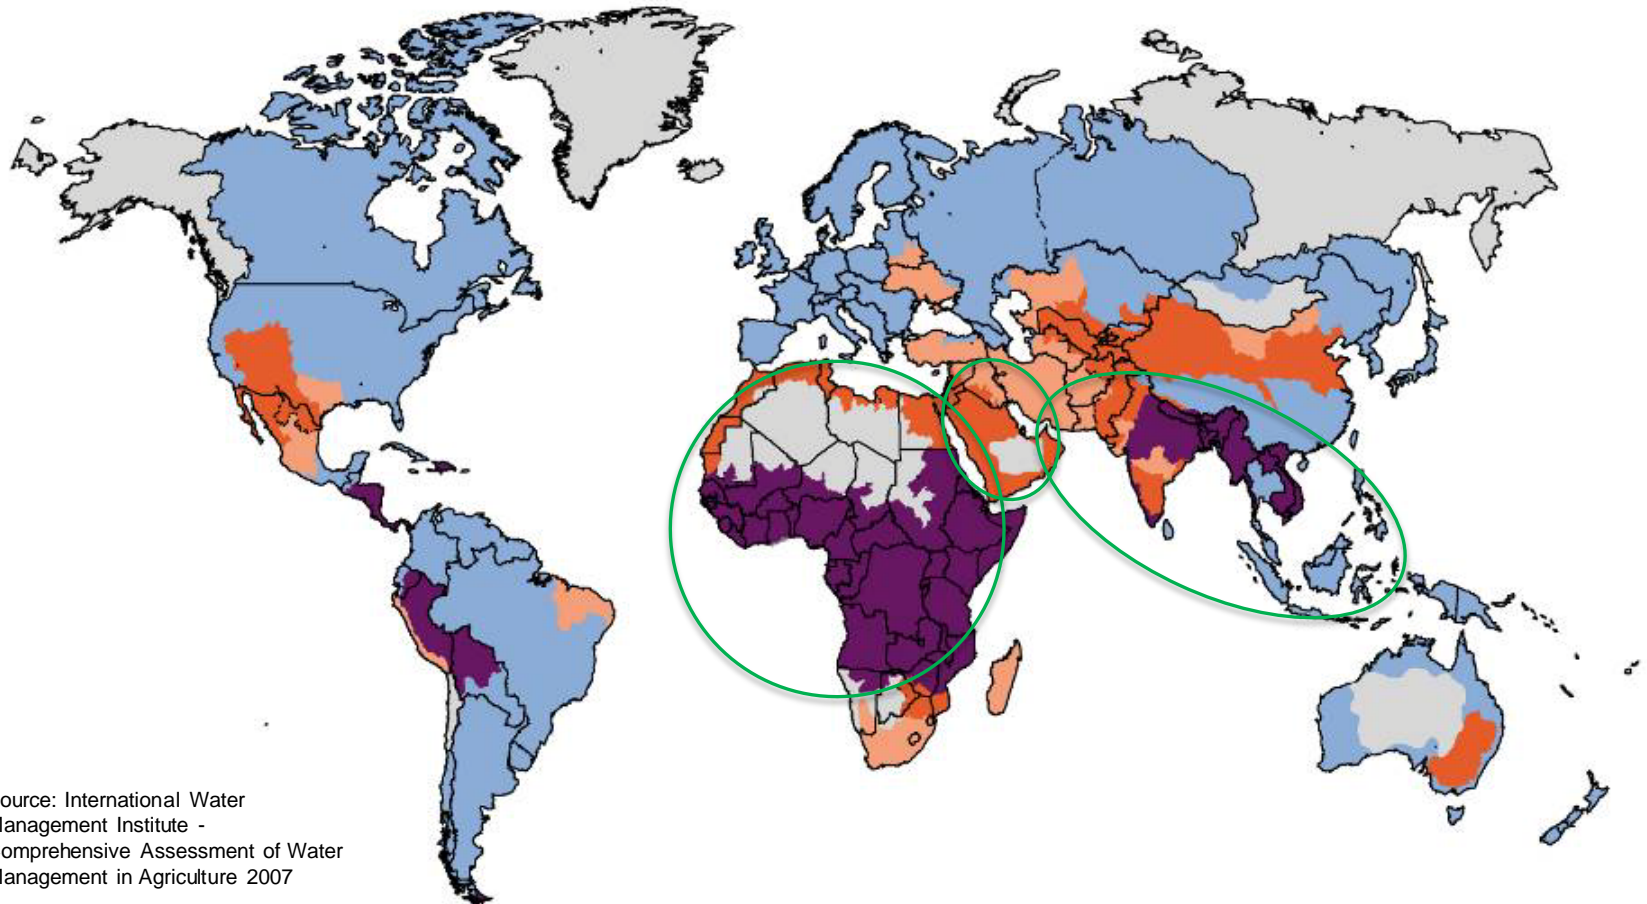 ource: International Water
lanagement Institute -
omprehensive Assessment of Water
lanagement in Agriculture 2007